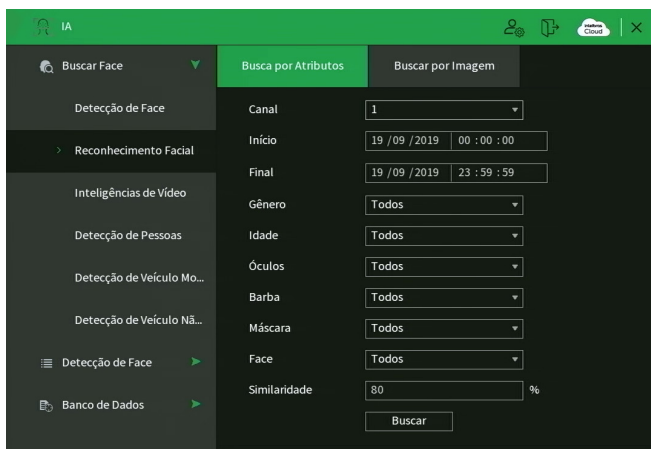 IA
intelbras
Cloud
Buscar Face
Detecção de Face
Reconhecimento Facial
Inteligências de Vídeo
Detecção de Pessoas
Detecção de Veículo Mo...
Detecção de Veículo Nã...
Detecção de Face
Banco de Dados
Busca por Atributos
Buscar por Imagem
Canal 1
Início 19 /09 /2019 00 : 00 : 00
Final 19 /09 /2019 23 : 59 : 59
Gênero Todos
Idade Todos
Óculos Todos
Barba Todos
Máscara Todos
Face Todos
Similaridade 80 %
Buscar